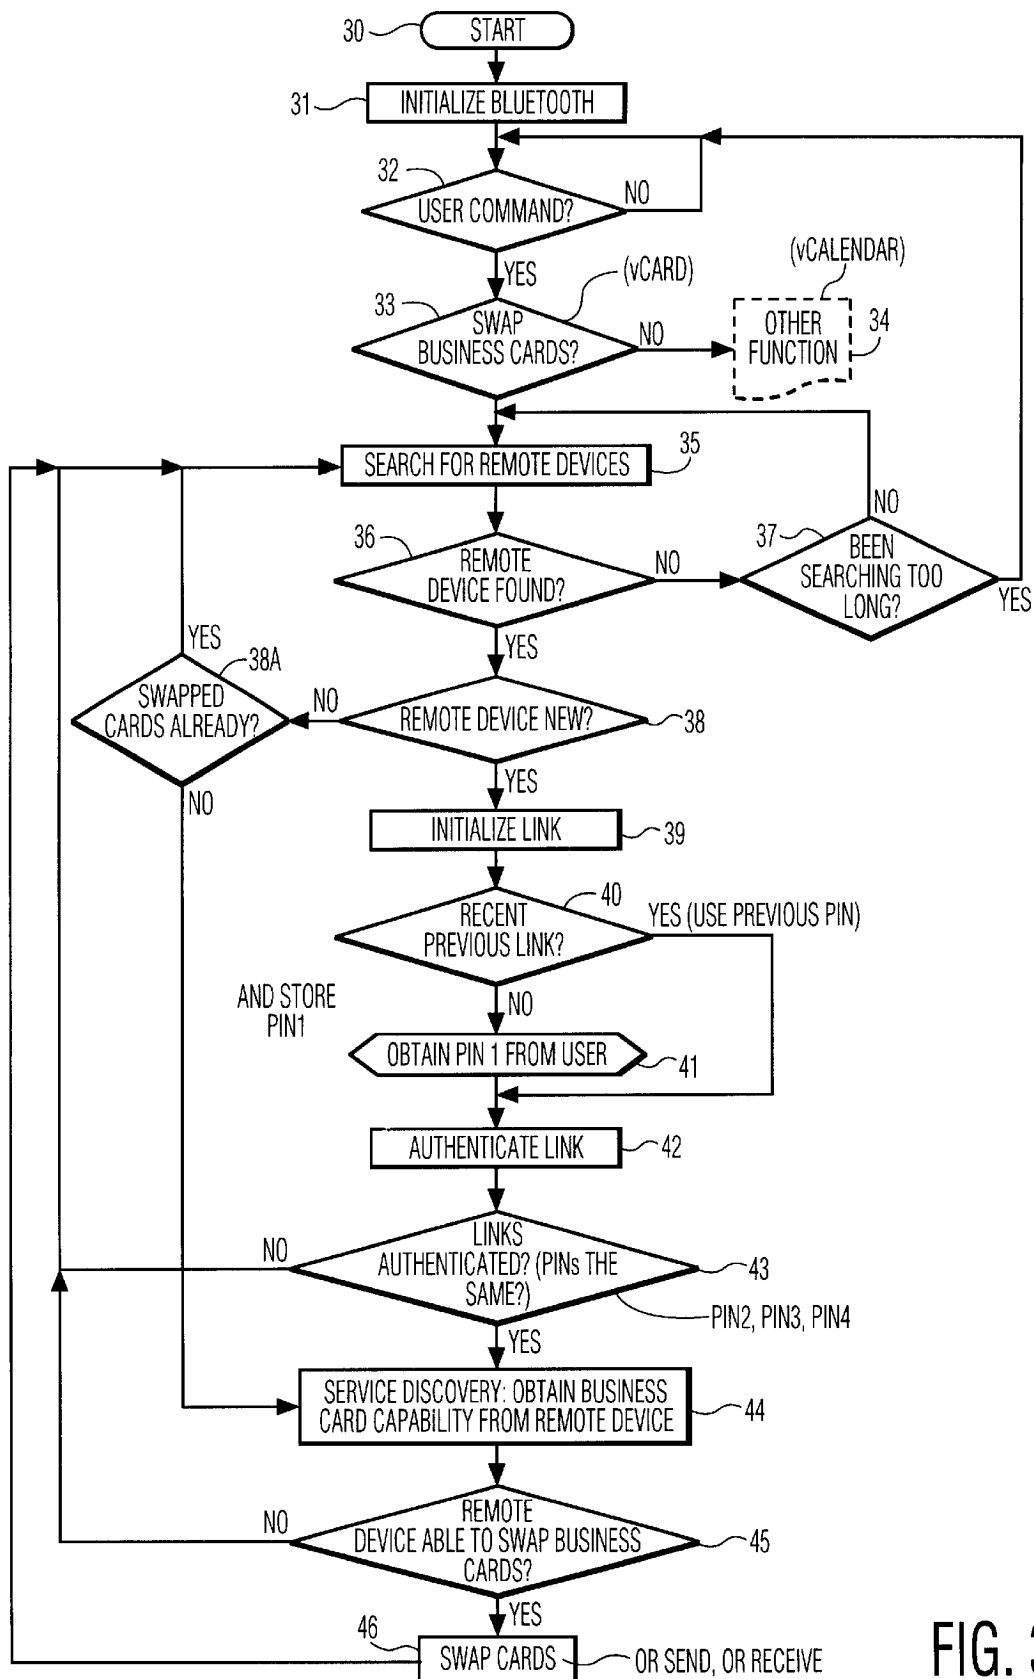 30
START
31
INITIALIZE BLUETOOTH
32
USER COMMAND?
NO
YES
(vCARD)
(vCALENDAR)
33
SWAP
BUSINESS CARDS?
NO
OTHER
FUNCTION
34
SEARCH FOR REMOTE DEVICES
35
NO
36
REMOTE
DEVICE FOUND?
NO
37
BEEN
SEARCHING TOO
LONG?
YES
YES
YES
38A
SWAPPED
CARDS ALREADY?
NO
REMOTE DEVICE NEW?
38
NO
YES
INITIALIZE LINK
39
40
RECENT
PREVIOUS LINK?
YES (USE PREVIOUS PIN)
NO
AND STORE
PIN1
OBTAIN PIN 1 FROM USER
41
AUTHENTICATE LINK
42
NO
LINKS
AUTHENTICATED? (PINs THE
SAME?)
43
PIN2, PIN3, PIN4
YES
SERVICE DISCOVERY: OBTAIN BUSINESS
CARD CAPABILITY FROM REMOTE DEVICE
44
NO
REMOTE
DEVICE ABLE TO SWAP BUSINESS
CARDS?
45
YES
46
SWAP CARDS
OR SEND, OR RECEIVE
FIG. 3